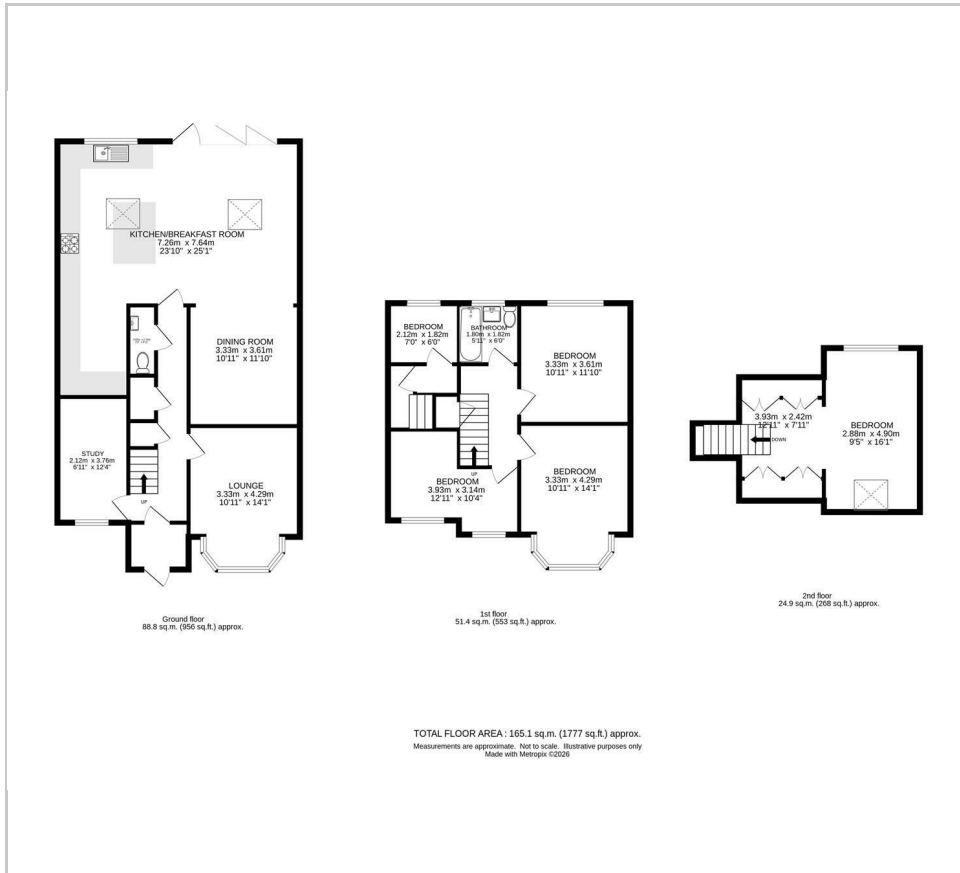 KITCHEN/BREAKFAST ROOM
7.26m x 7.64m
23'10" x 25'1"
DINING ROOM
3.33m x 3.61m
10'11" x 11'10"
STUDY
2.12m x 3.76m
6'11" x 12'4"
UP
LOUNGE
3.33m x 4.29m
10'11" x 14'1"
Ground floor
88.8 sq.m. (956 sq.ft.) approx.
BEDROOM
2.12m x 1.82m
7'0" x 6'0"
BATHROOM
1.80m x 1.82m
5'11" x 6'0"
BEDROOM
3.33m x 3.61m
10'11" x 11'10"
UP
BEDROOM
3.93m x 3.14m
12'11" x 10'4"
BEDROOM
3.33m x 4.29m
10'11" x 14'1"
1st floor
51.4 sq.m. (553 sq.ft.) approx.
3.93m x 2.42m
12'11" x 7'11"
DOWN
BEDROOM
2.88m x 4.90m
9'5" x 16'1"
2nd floor
24.9 sq.m. (268 sq.ft.) approx.
TOTAL FLOOR AREA : 165.1 sq.m. (1777 sq.ft.) approx.
Measurements are approximate. Not to scale. Illustrative purposes only
Made with Metropix ©2026